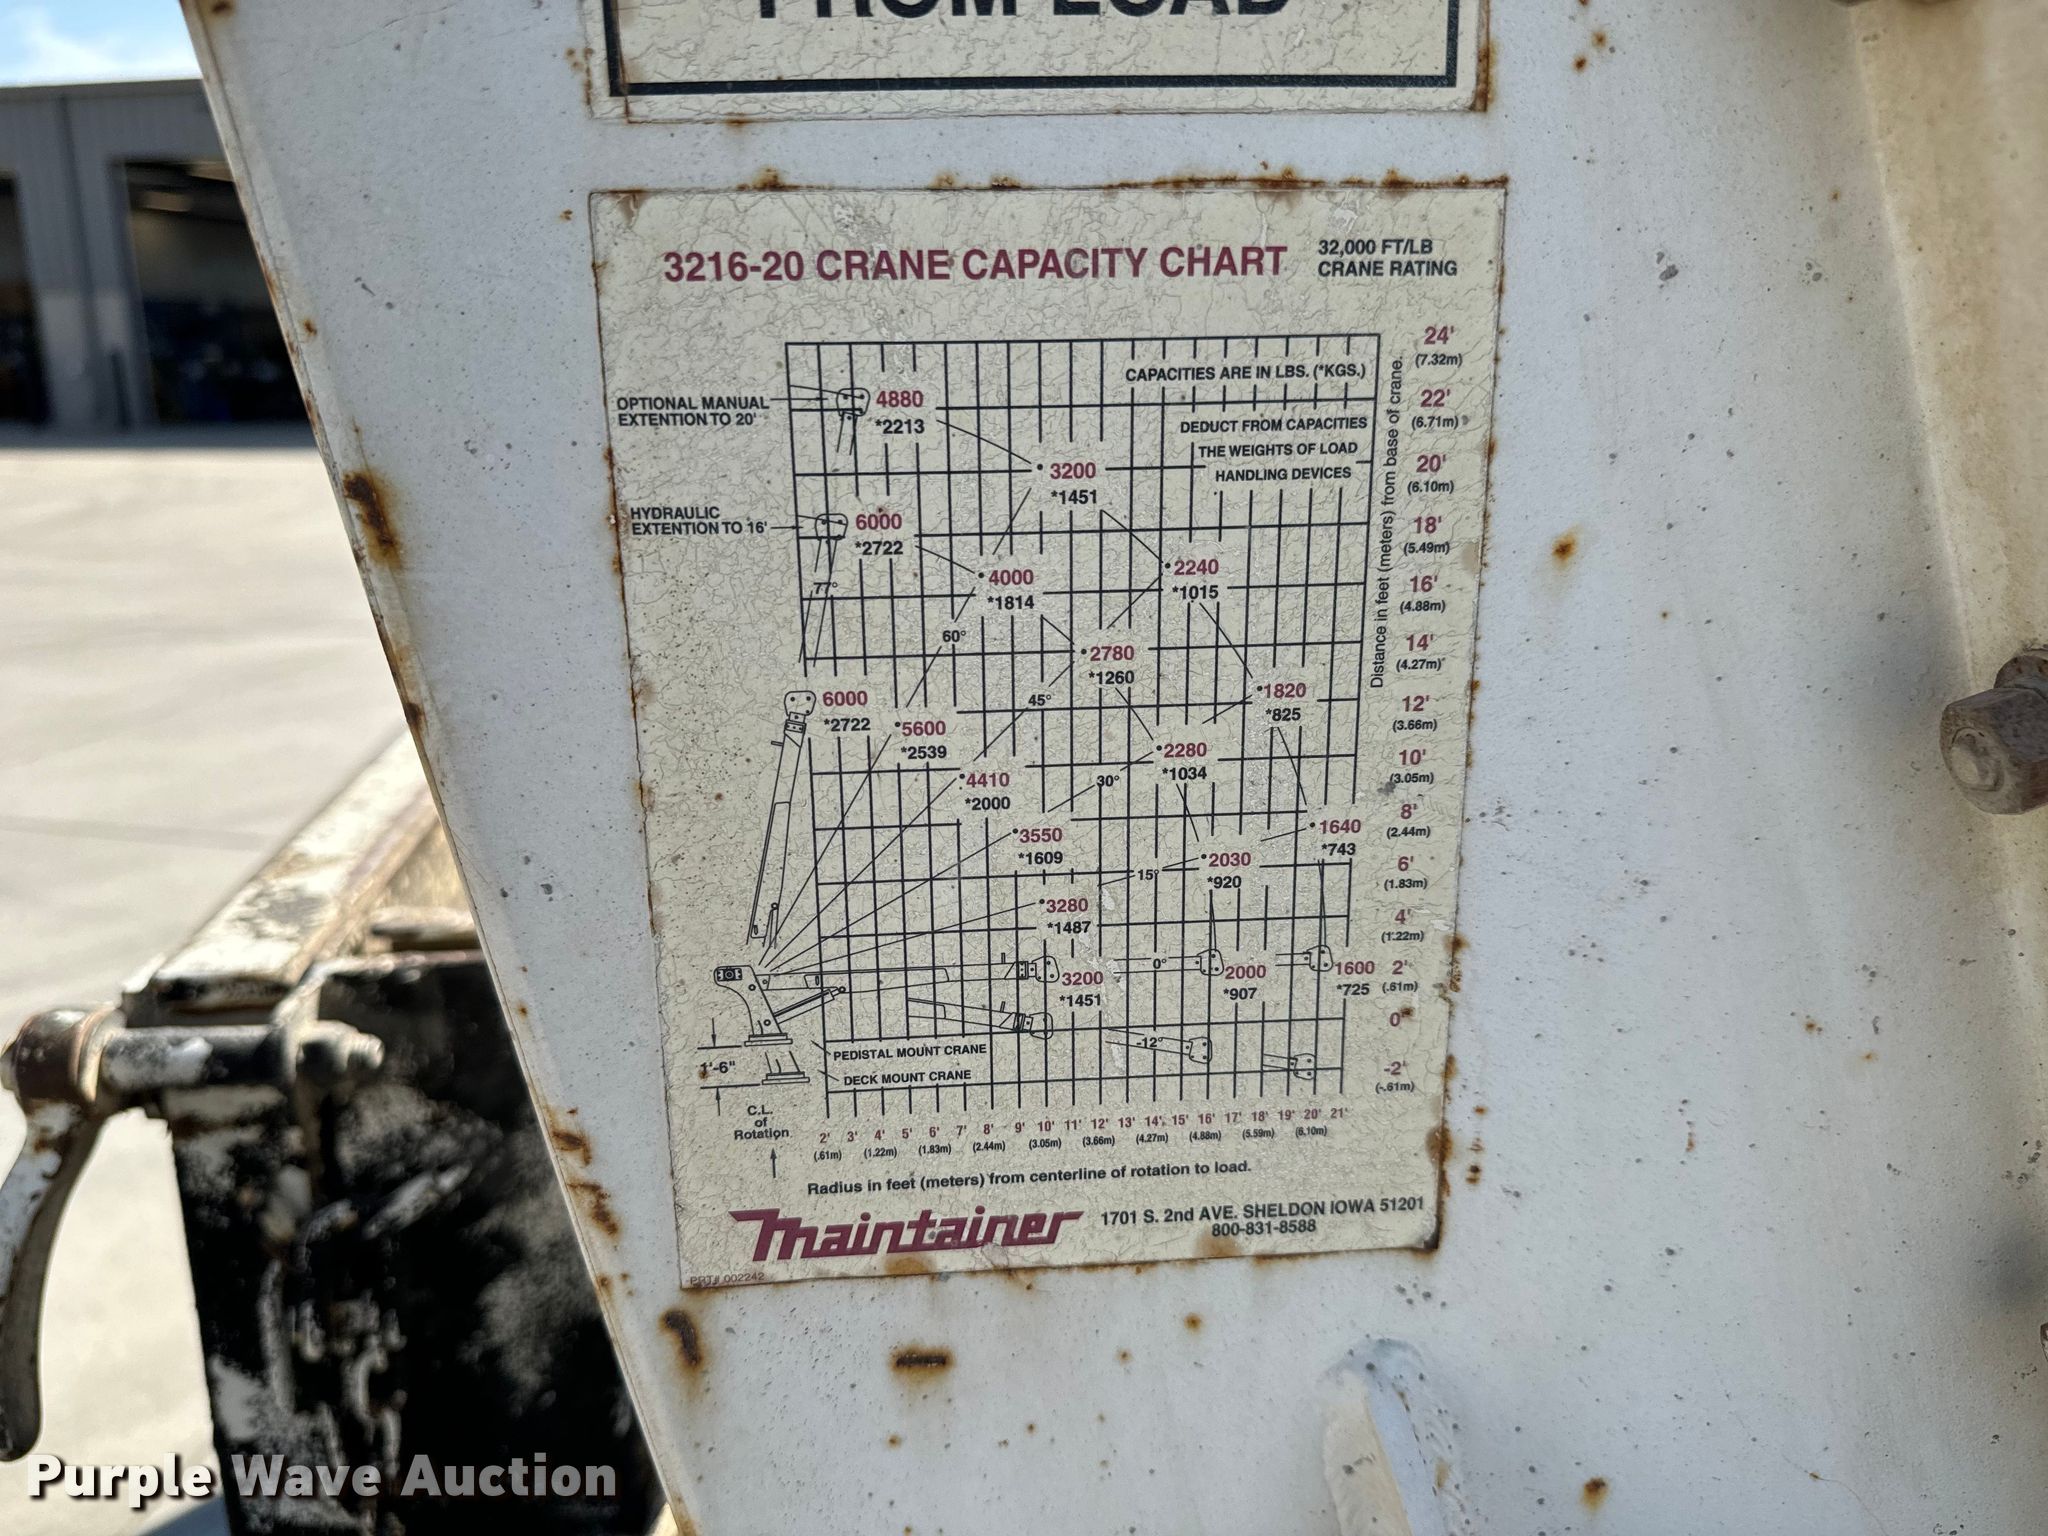 FROM LOAD
3216-20 CRANE CAPACITY CHART
32,000 FT/LB
CRANE RATING
24'
(7.32m)
CAPACITIES ARE IN LBS. (*KGS.)
OPTIONAL MANUAL
EXTENTION TO 20'
4880
*2213
22'
(6.71m)
DEDUCT FROM CAPACITIES
THE WEIGHTS OF LOAD
HANDLING DEVICES
3200
*1451
20'
(6.10m)
Distance in feet (meters) from base of crane.
HYDRAULIC
EXTENTION TO 16'
6000
*2722
18'
(5.49m)
77°
4000
*1814
2240
*1015
16'
(4.88m)
60°
2780
*1260
14'
(4.27m)
6000
*2722
5600
*2539
45°
1820
*825
12'
(3.66m)
4410
*2000
30°
2280
*1034
10'
(3.05m)
3550
*1609
1640
*743
8'
(2.44m)
15°
2030
*920
6'
(1.83m)
3280
*1487
4'
(1.22m)
3200
*1451
0°
2000
*907
1600
*725
2'
(.61m)
0'
1'-6"
PEDISTAL MOUNT CRANE
-12°
DECK MOUNT CRANE
-2'
(-.61m)
C.L.
of
Rotation
2' 3' 4' 5' 6' 7' 8' 9' 10' 11' 12' 13' 14' 15' 16' 17' 18' 19' 20' 21'
(.61m) (1.22m) (1.83m) (2.44m) (3.05m) (3.66m) (4.27m) (4.88m) (5.59m) (6.10m)
Radius in feet (meters) from centerline of rotation to load.
Maintainer
1701 S. 2nd AVE. SHELDON IOWA 51201
800-831-8588
PRT# 002242
Purple Wave Auction